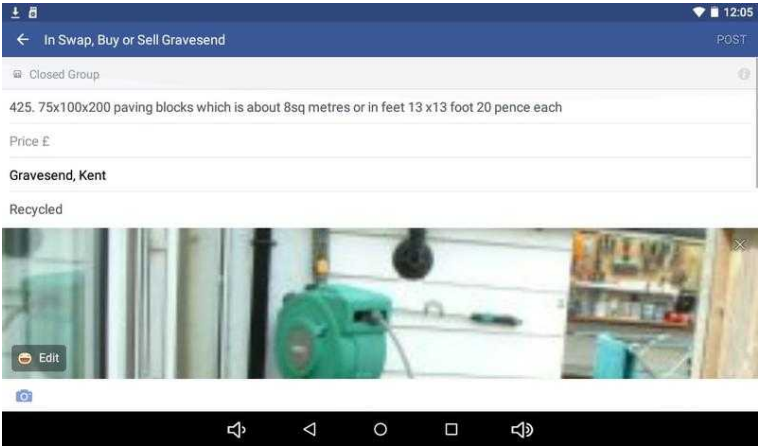 12:05
In Swap, Buy or Sell Gravesend POST
Closed Group
425. 75x100x200 paving blocks which is about 8sq metres or in feet 13 x13 foot 20 pence each
Price £
Gravesend, Kent
Recycled
Edit